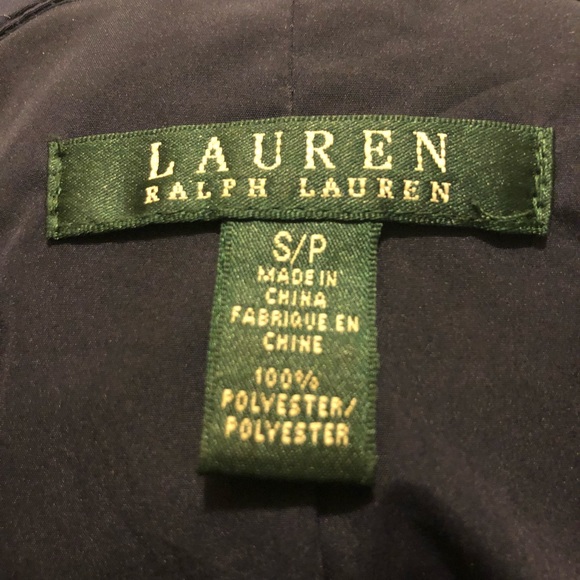 LAUREN
RALPH LAUREN
S/P
MADE IN
CHINA
FABRIQUE EN
CHINE
100%
POLYESTER/
POLYESTER